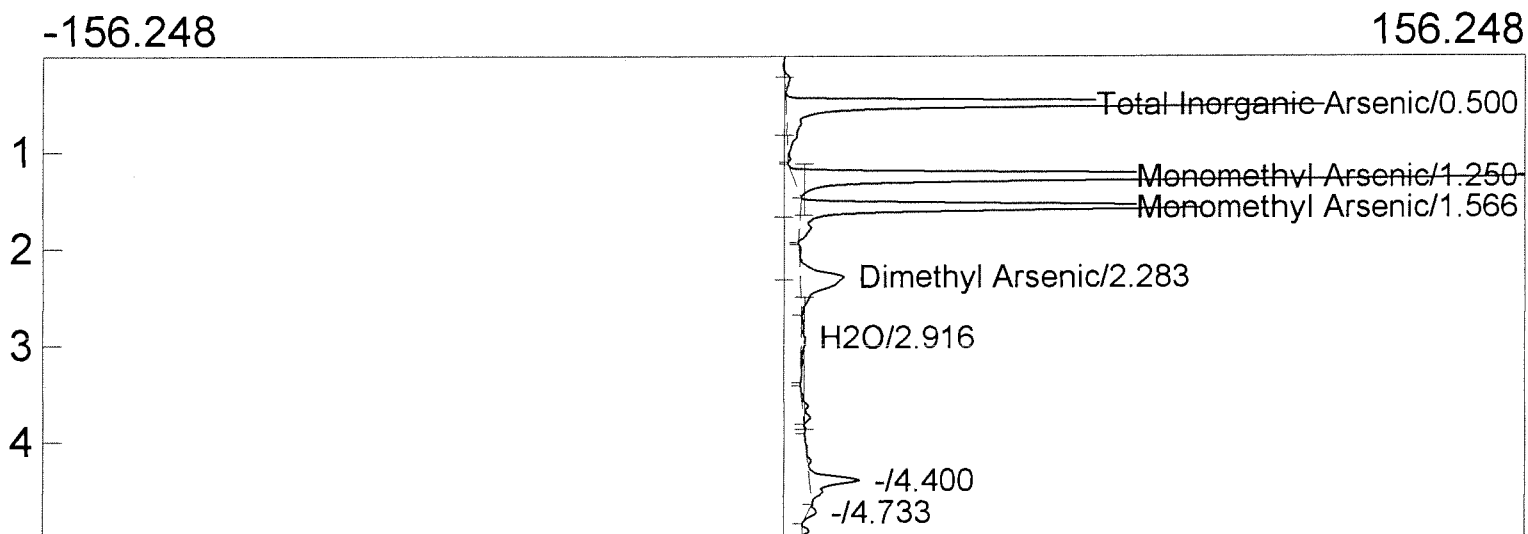 -156.248 156.248
Total Inorganic Arsenic/0.500
1
Monomethyl Arsenic/1.250
Monomethyl Arsenic/1.566
2
Dimethyl Arsenic/2.283
3
H2O/2.916
4
-/4.400
-/4.733